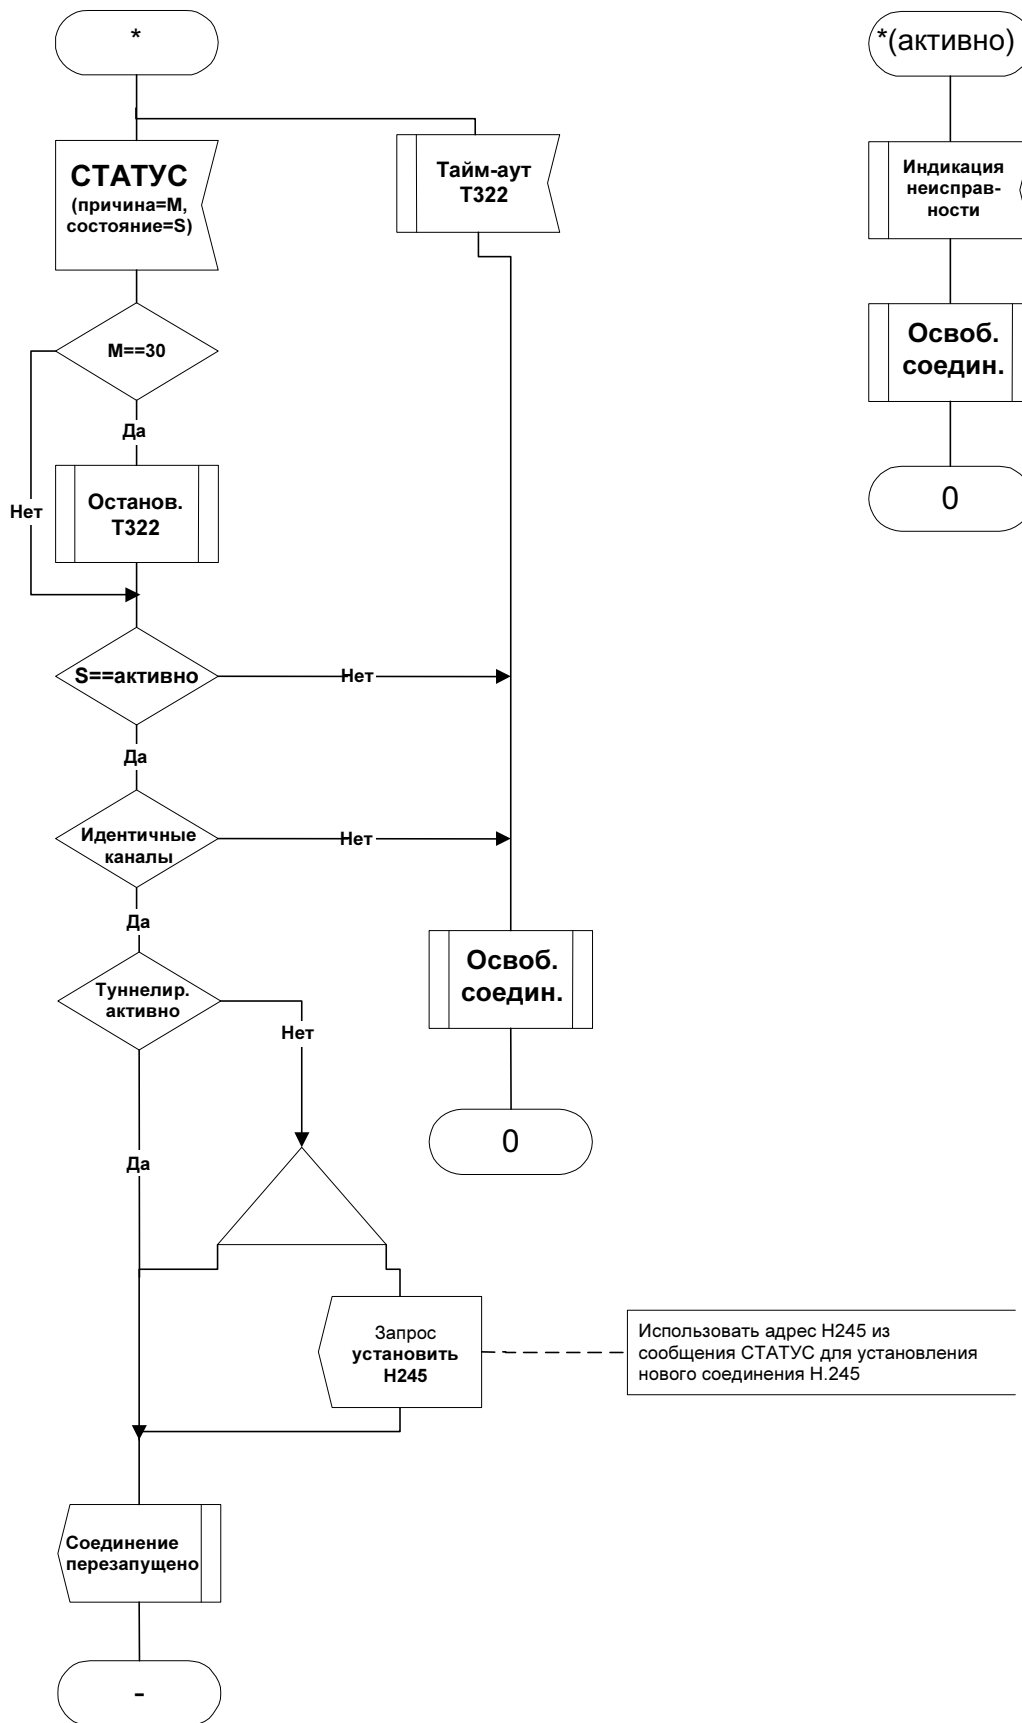 *
СТАТУС
(причина=M,
состояние=S)
Тайм-аут
T322
M==30
Да
Нет
Останов.
T322
S==активно
Нет
Да
Идентичные
каналы
Нет
Да
Туннелир.
активно
Нет
Да
Освоб.
соедин.
0
Запрос
установить
H245
Использовать адрес H245 из
сообщения СТАТУС для установления
нового соединения H.245
Соединение
перезапущено
-
*(активно)
Индикация
неисправ-
ности
Освоб.
соедин.
0